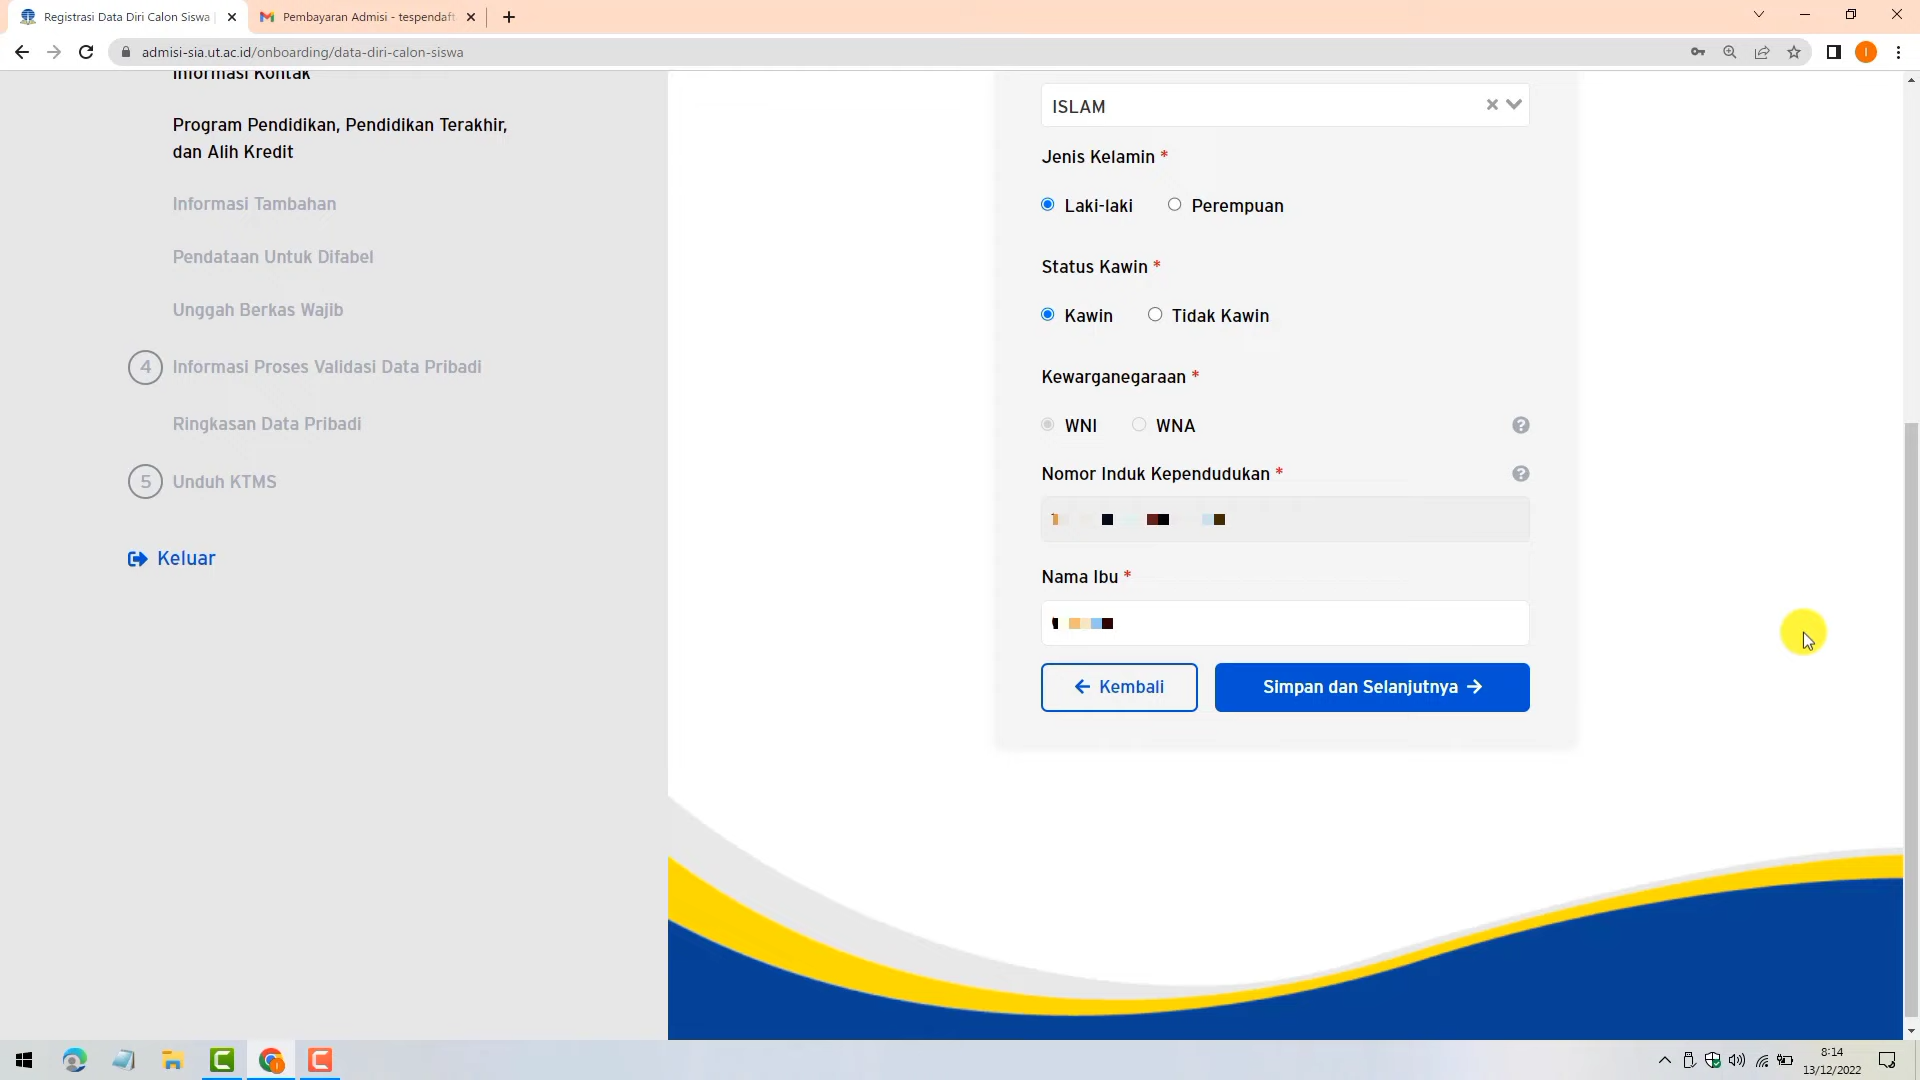 Registrasi Data Diri Calon Siswa
Pembayaran Admisi - tespendaft
admisi-sia.ut.ac.id/onboarding/data-diri-calon-siswa
I
Informasi Kontak
Program Pendidikan, Pendidikan Terakhir,
dan Alih Kredit
Informasi Tambahan
Pendataan Untuk Difabel
Unggah Berkas Wajib
4 Informasi Proses Validasi Data Pribadi
Ringkasan Data Pribadi
5 Unduh KTMS
Keluar
ISLAM
Jenis Kelamin *
Laki-laki Perempuan
Status Kawin *
Kawin Tidak Kawin
Kewarganegaraan *
WNI WNA ?
Nomor Induk Kependudukan * ?
Nama Ibu *
Kembali Simpan dan Selanjutnya
8:14
13/12/2022